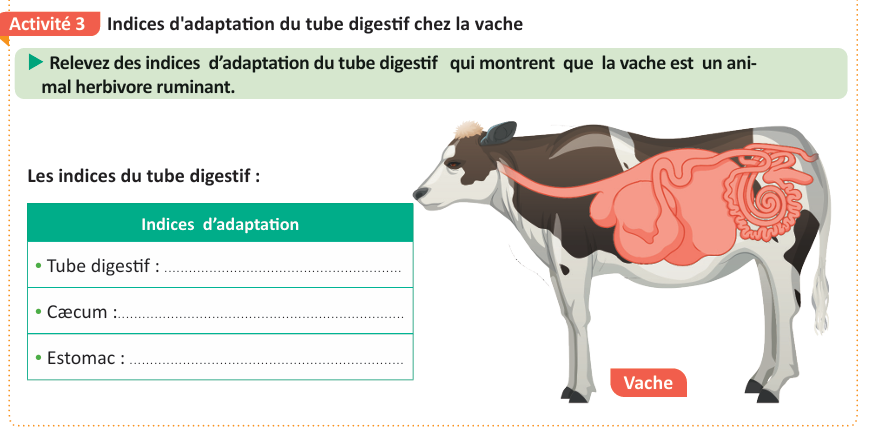 Activité 3 Indices d'adaptation du tube digestif chez la vache
▶ Relevez des indices d'adaptation du tube digestif qui montrent que la vache est un ani-
mal herbivore ruminant.
Les indices du tube digestif :
Indices d'adaptation
• Tube digestif : ............................................................
• Cæcum :......................................................................
• Estomac : ....................................................................
Vache